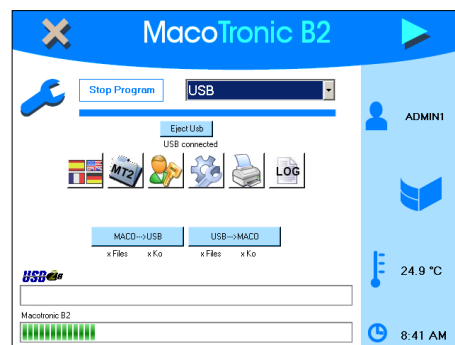 MacoTronic B2
Stop Program
USB
ADMIN1
Eject Usb
USB connected
MT2
LOG
MACO--->USB
USB-->MACO
x Files x Ko
x Files x Ko
24.9 °C
USB
Macotronic B2
8:41 AM